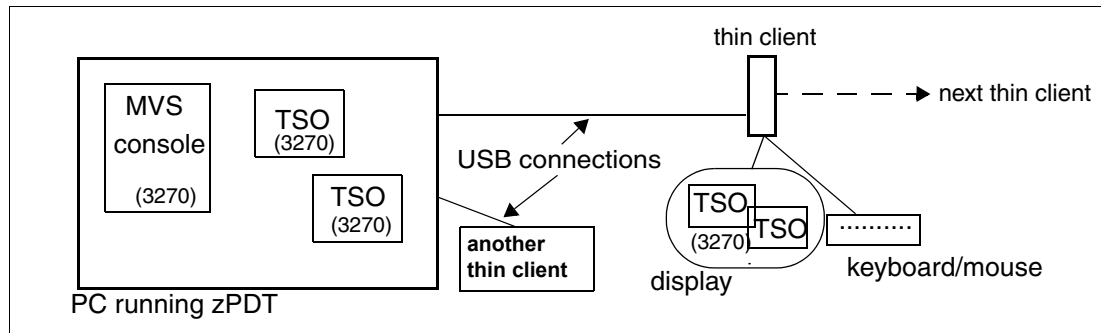 thin client
MVS
console
(3270)
TSO
(3270)
TSO
(3270)
USB connections
another
thin client
PC running zPDT
next thin client
TSO
(3270)
TSO
display
keyboard/mouse